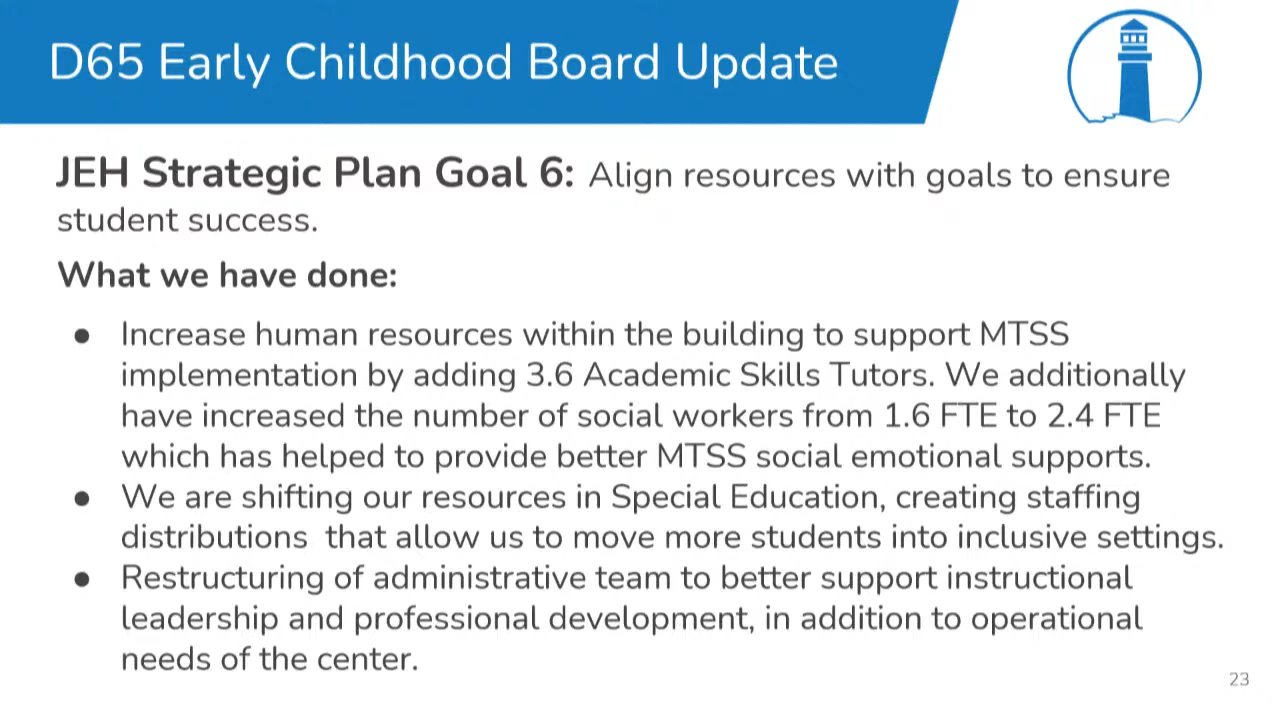 D65 Early Childhood Board Update
JEH Strategic Plan Goal 6: Align resources with goals to ensure
student success.
What we have done:
● Increase human resources within the building to support MTSS
implementation by adding 3.6 Academic Skills Tutors. We additionally
have increased the number of social workers from 1.6 FTE to 2.4 FTE
which has helped to provide better MTSS social emotional supports.
● We are shifting our resources in Special Education, creating staffing
distributions  that allow us to move more students into inclusive settings.
● Restructuring of administrative team to better support instructional
leadership and professional development, in addition to operational
needs of the center.
23